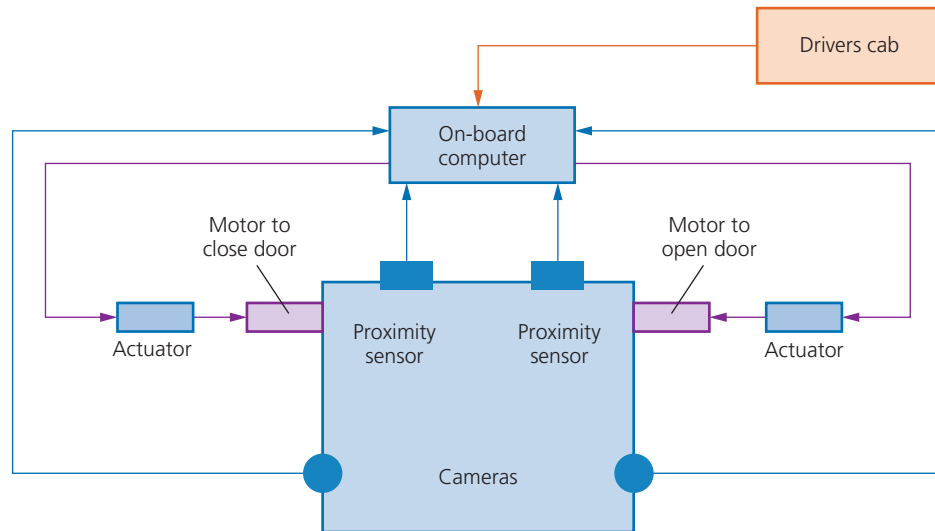 Drivers cab
On-board
computer
Motor to
close door
Motor to
open door
Actuator
Proximity
sensor
Proximity
sensor
Actuator
Cameras